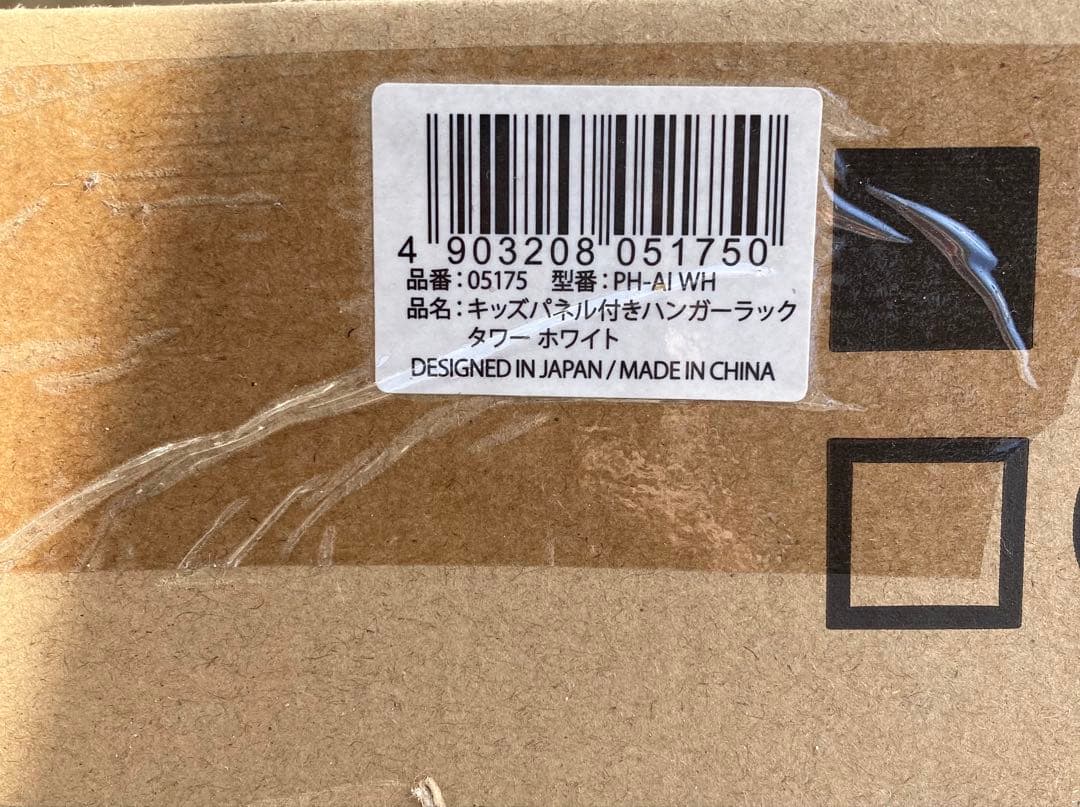 4 903208 051750
品番：05175 型番：PH-AI WH
品名：キッズパネル付きハンガーラック
タワー ホワイト
DESIGNED IN JAPAN / MADE IN CHINA